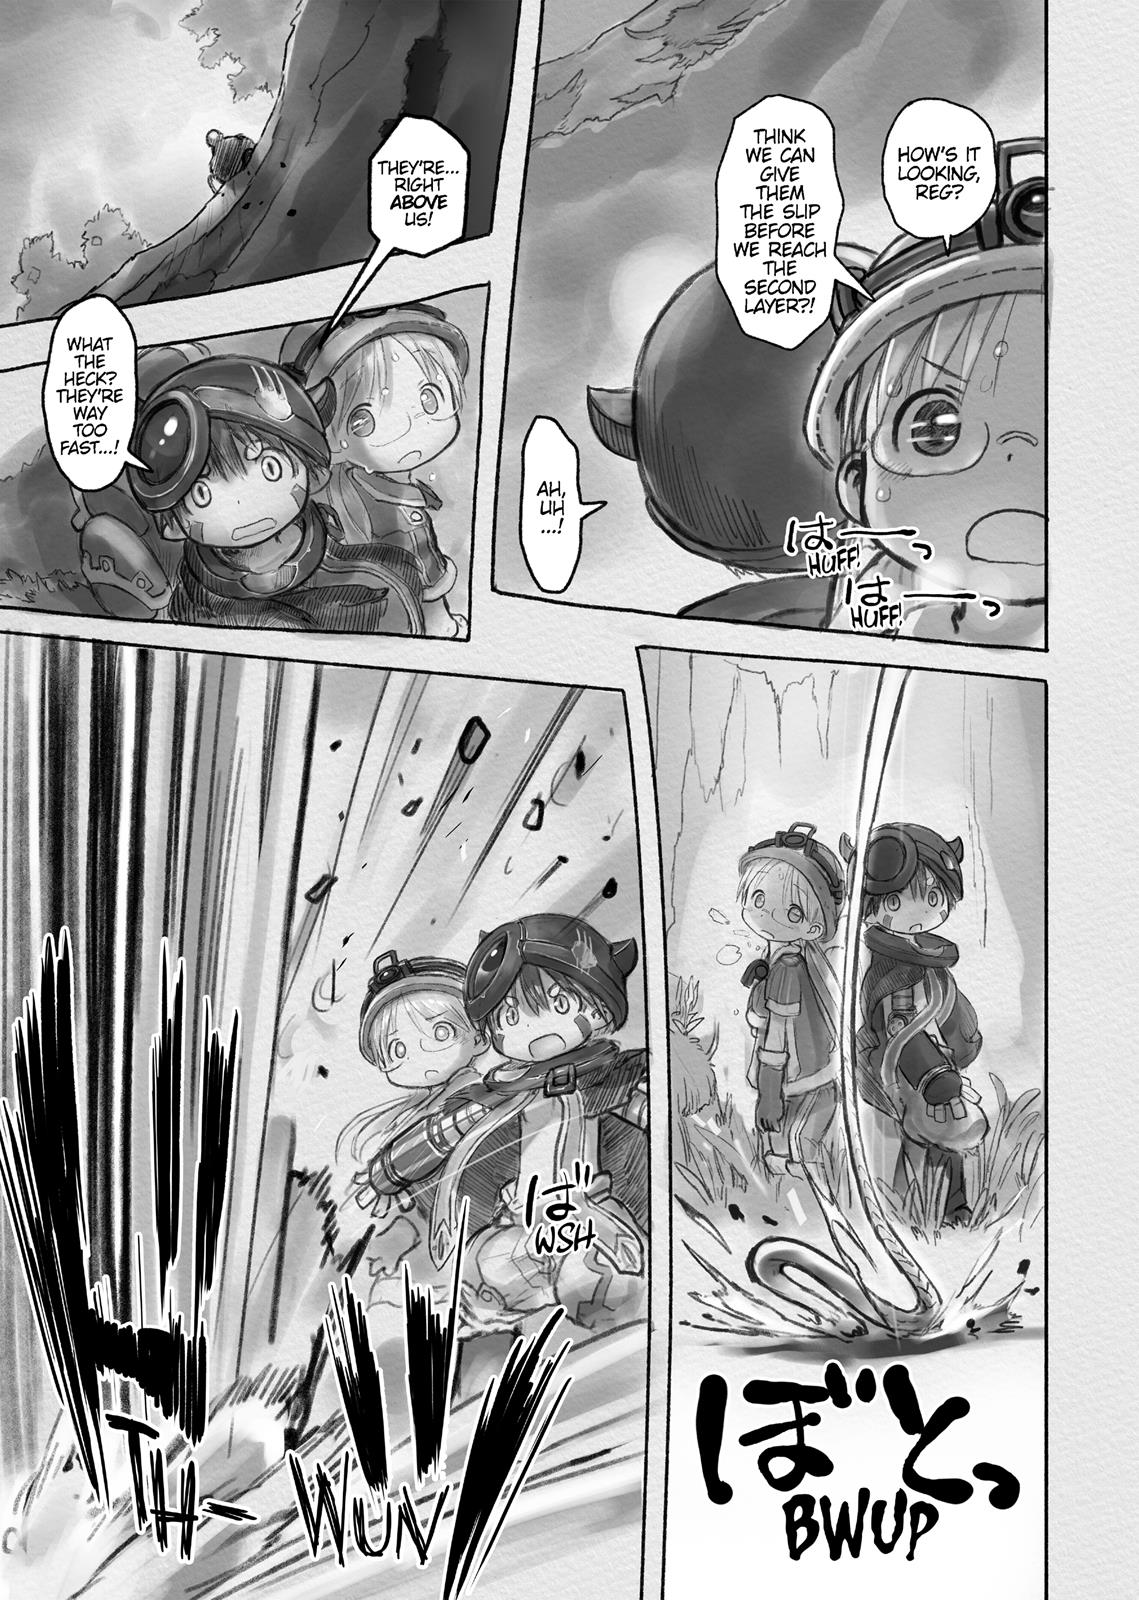 HOW'S IT
LOOKING,
REG?
THINK
WE CAN
GIVE
THEM
THE SLIP
BEFORE
WE REACH
THE
SECOND
LAYER?!
AH,
UH
...!
はーっ
HUFF!
はーっ
HUFF!
THEY'RE...
RIGHT
ABOVE
US!
WHAT
THE
HECK?
THEY'RE
WAY
TOO
FAST...!
ぼとっ
BWUP
ば
WSH
ドン
TH-WUN